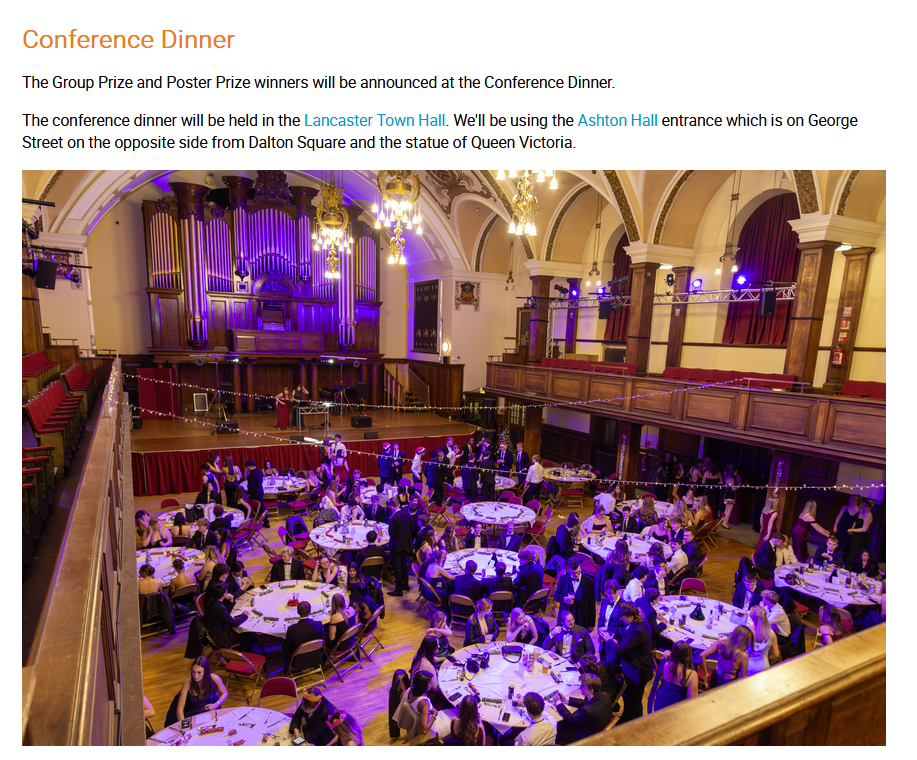 Conference Dinner
The Group Prize and Poster Prize winners will be announced at the Conference Dinner.
The conference dinner will be held in the Lancaster Town Hall. We'll be using the Ashton Hall entrance which is on George
Street on the opposite side from Dalton Square and the statue of Queen Victoria.